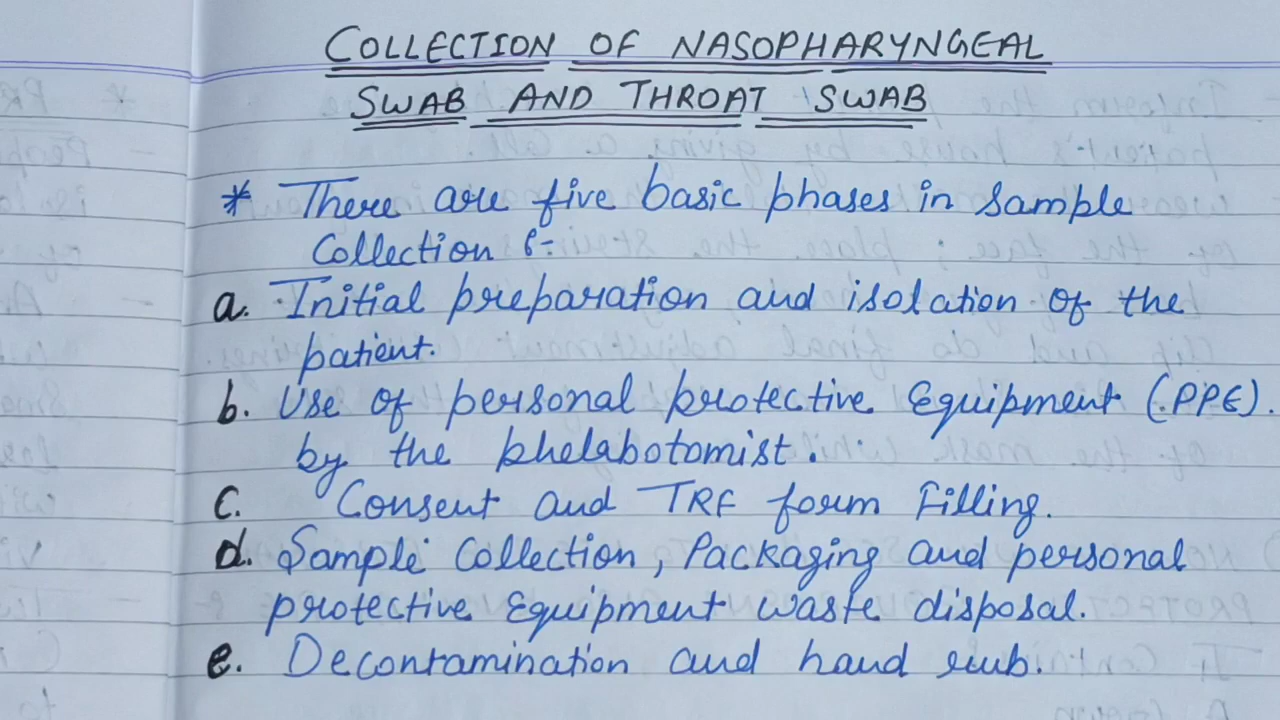 COLLECTION OF NASOPHARYNGEAL
SWAB AND THROAT SWAB
* There are five basic phases in Sample
Collection :-
a. Initial preparation and isolation of the
patient.
b. Use of personal protective Equipment (PPE).
by the phelabotomist.
c. Consent and TRF form Filling.
d. Sample Collection, Packaging and personal
protective Equipment waste disposal.
e. Decontamination and hand rub.